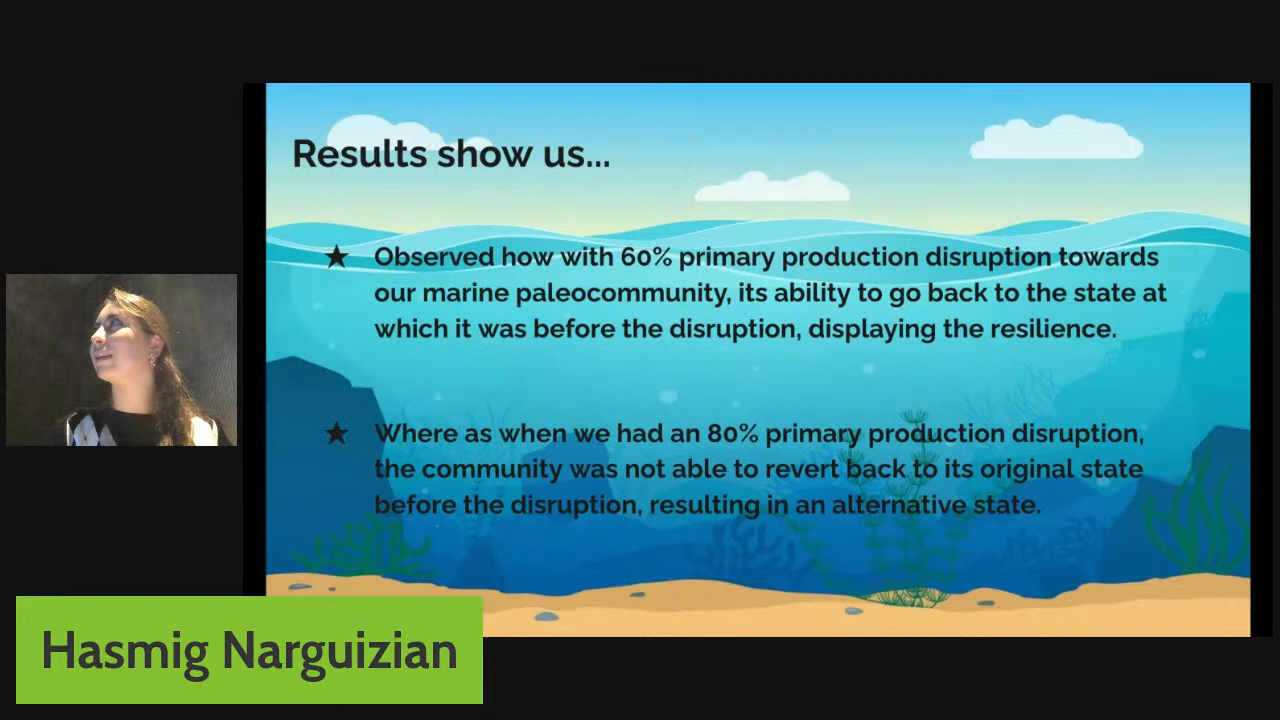 Results show us...
★ Observed how with 60% primary production disruption towards
our marine paleocommunity, its ability to go back to the state at
which it was before the disruption, displaying the resilience.
★ Where as when we had an 80% primary production disruption,
the community was not able to revert back to its original state
before the disruption, resulting in an alternative state.
Hasmig Narguizian